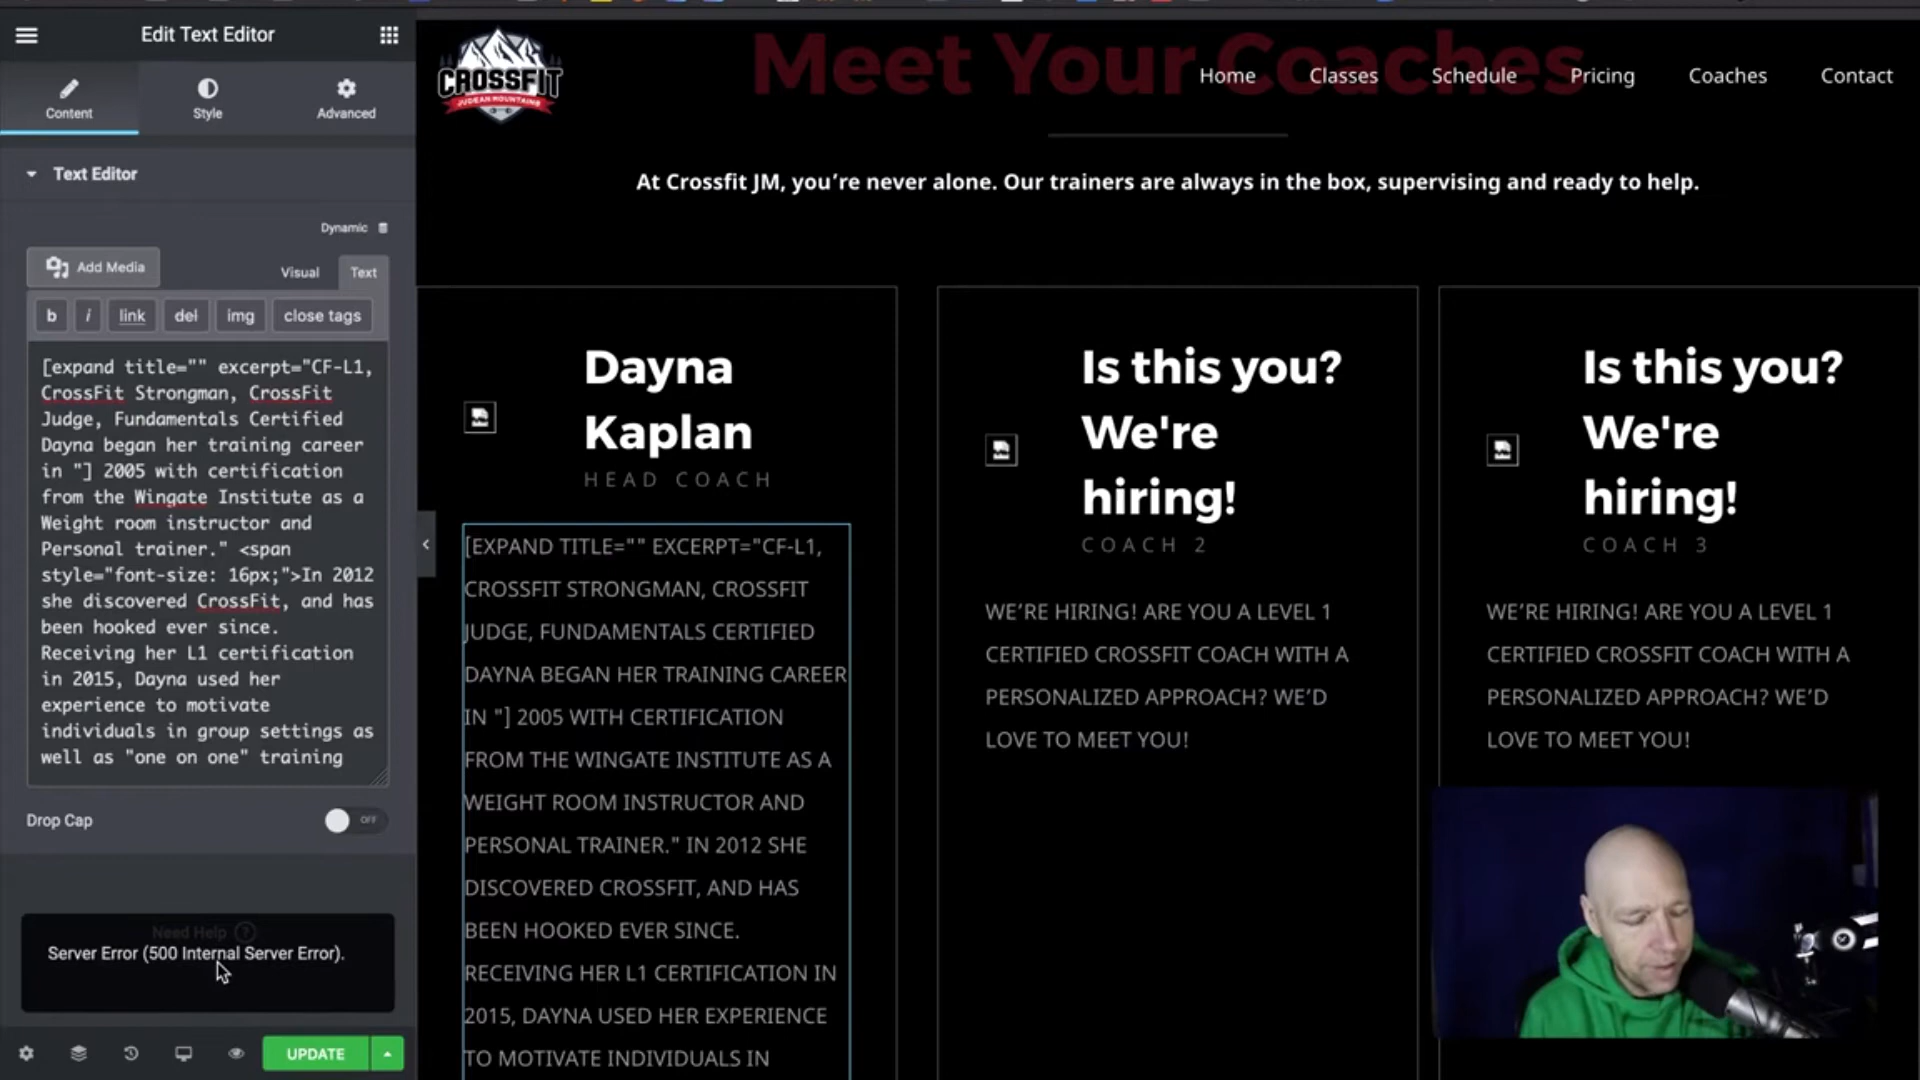 Edit Text Editor
Content
Style
Advanced
Text Editor
Dynamic
Add Media
Visual
Text
b
i
link
del
img
close tags
[expand title="" excerpt="CF-L1,
CrossFit Strongman, CrossFit
Judge, Fundamentals Certified
Dayna began her training career
in "] 2005 with certification
from the Wingate Institute as a
Weight room instructor and
Personal trainer." <span
style="font-size: 16px;">In 2012
she discovered CrossFit, and has
been hooked ever since.
Receiving her L1 certification
in 2015, Dayna used her
experience to motivate
individuals in group settings as
well as "one on one" training
Drop Cap
OFF
Need Help
?
Server Error (500 Internal Server Error).
UPDATE
CROSSFIT
JUDEAN MOUNTAINS
Meet Your Coaches
Home
Classes
Schedule
Pricing
Coaches
Contact
At Crossfit JM, you’re never alone. Our trainers are always in the box, supervising and ready to help.
Dayna
Kaplan
HEAD COACH
[EXPAND TITLE="" EXCERPT="CF-L1,
CROSSFIT STRONGMAN, CROSSFIT
JUDGE, FUNDAMENTALS CERTIFIED
DAYNA BEGAN HER TRAINING CAREER
IN "] 2005 WITH CERTIFICATION
FROM THE WINGATE INSTITUTE AS A
WEIGHT ROOM INSTRUCTOR AND
PERSONAL TRAINER." IN 2012 SHE
DISCOVERED CROSSFIT, AND HAS
BEEN HOOKED EVER SINCE.
RECEIVING HER L1 CERTIFICATION IN
2015, DAYNA USED HER EXPERIENCE
TO MOTIVATE INDIVIDUALS IN
Is this you?
We're
hiring!
COACH 2
WE’RE HIRING! ARE YOU A LEVEL 1
CERTIFIED CROSSFIT COACH WITH A
PERSONALIZED APPROACH? WE’D
LOVE TO MEET YOU!
Is this you?
We're
hiring!
COACH 3
WE’RE HIRING! ARE YOU A LEVEL 1
CERTIFIED CROSSFIT COACH WITH A
PERSONALIZED APPROACH? WE’D
LOVE TO MEET YOU!